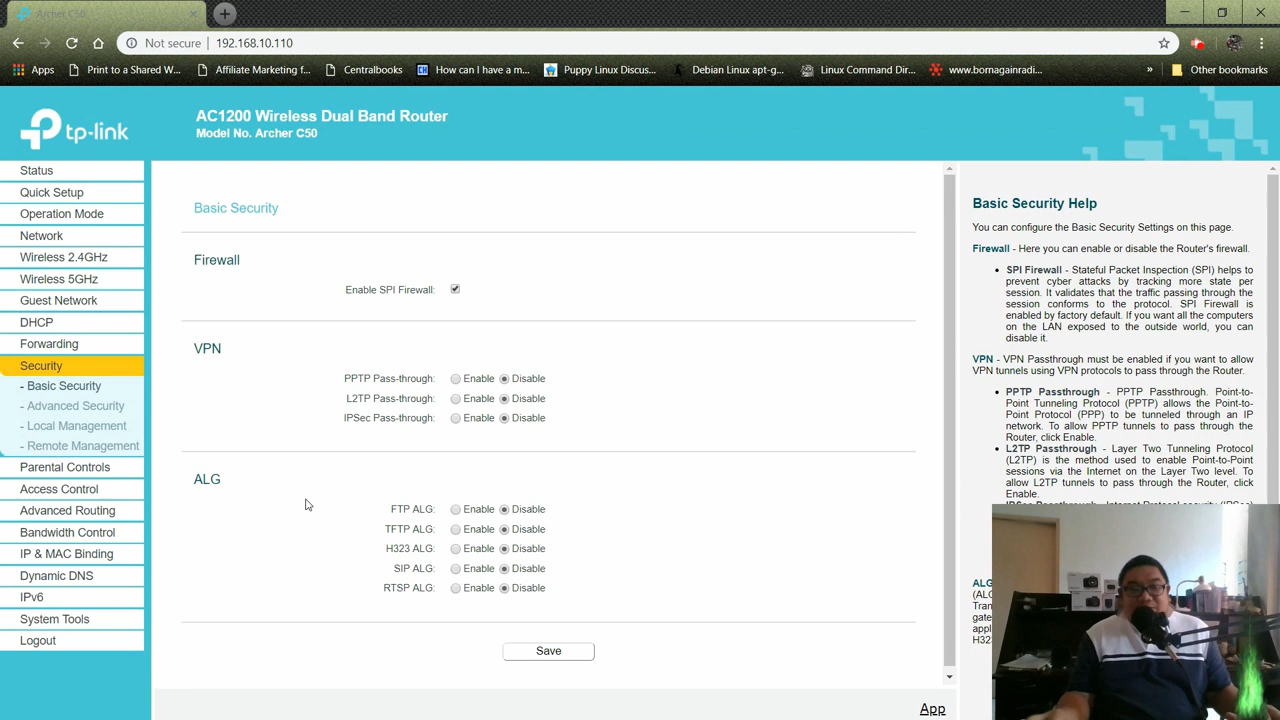 Archer C50
Not secure | 192.168.10.110
Apps
Print to a Shared W...
Affiliate Marketing f...
Centralbooks
CH How can I have a m...
Puppy Linux Discus...
Debian Linux apt-g...
Linux Command Dir...
www.bornagainradi...
»
Other bookmarks
tp-link
AC1200 Wireless Dual Band Router
Model No. Archer C50
Status
Quick Setup
Operation Mode
Network
Wireless 2.4GHz
Wireless 5GHz
Guest Network
DHCP
Forwarding
Security
- Basic Security
- Advanced Security
- Local Management
- Remote Management
Parental Controls
Access Control
Advanced Routing
Bandwidth Control
IP & MAC Binding
Dynamic DNS
IPv6
System Tools
Logout
Basic Security
Firewall
Enable SPI Firewall:
VPN
PPTP Pass-through: Enable Disable
L2TP Pass-through: Enable Disable
IPSec Pass-through: Enable Disable
ALG
FTP ALG: Enable Disable
TFTP ALG: Enable Disable
H323 ALG: Enable Disable
SIP ALG: Enable Disable
RTSP ALG: Enable Disable
Save
App
Basic Security Help
You can configure the Basic Security Settings on this page.
Firewall - Here you can enable or disable the Router's firewall.
• SPI Firewall - Stateful Packet Inspection (SPI) helps to
prevent cyber attacks by tracking more state per
session. It validates that the traffic passing through the
session conforms to the protocol. SPI Firewall is
enabled by factory default. If you want all the computers
on the LAN exposed to the outside world, you can
disable it.
VPN - VPN Passthrough must be enabled if you want to allow
VPN tunnels using VPN protocols to pass through the Router.
• PPTP Passthrough - PPTP Passthrough. Point-to-
Point Tunneling Protocol (PPTP) allows the Point-to-
Point Protocol (PPP) to be tunneled through an IP
network. To allow PPTP tunnels to pass through the
Router, click Enable.
• L2TP Passthrough - Layer Two Tunneling Protocol
(L2TP) is the method used to enable Point-to-Point
sessions via the Internet on the Layer Two level. To
allow L2TP tunnels to pass through the Router, click
Enable.
ALG
(ALG
Tran
gate
appl
H323